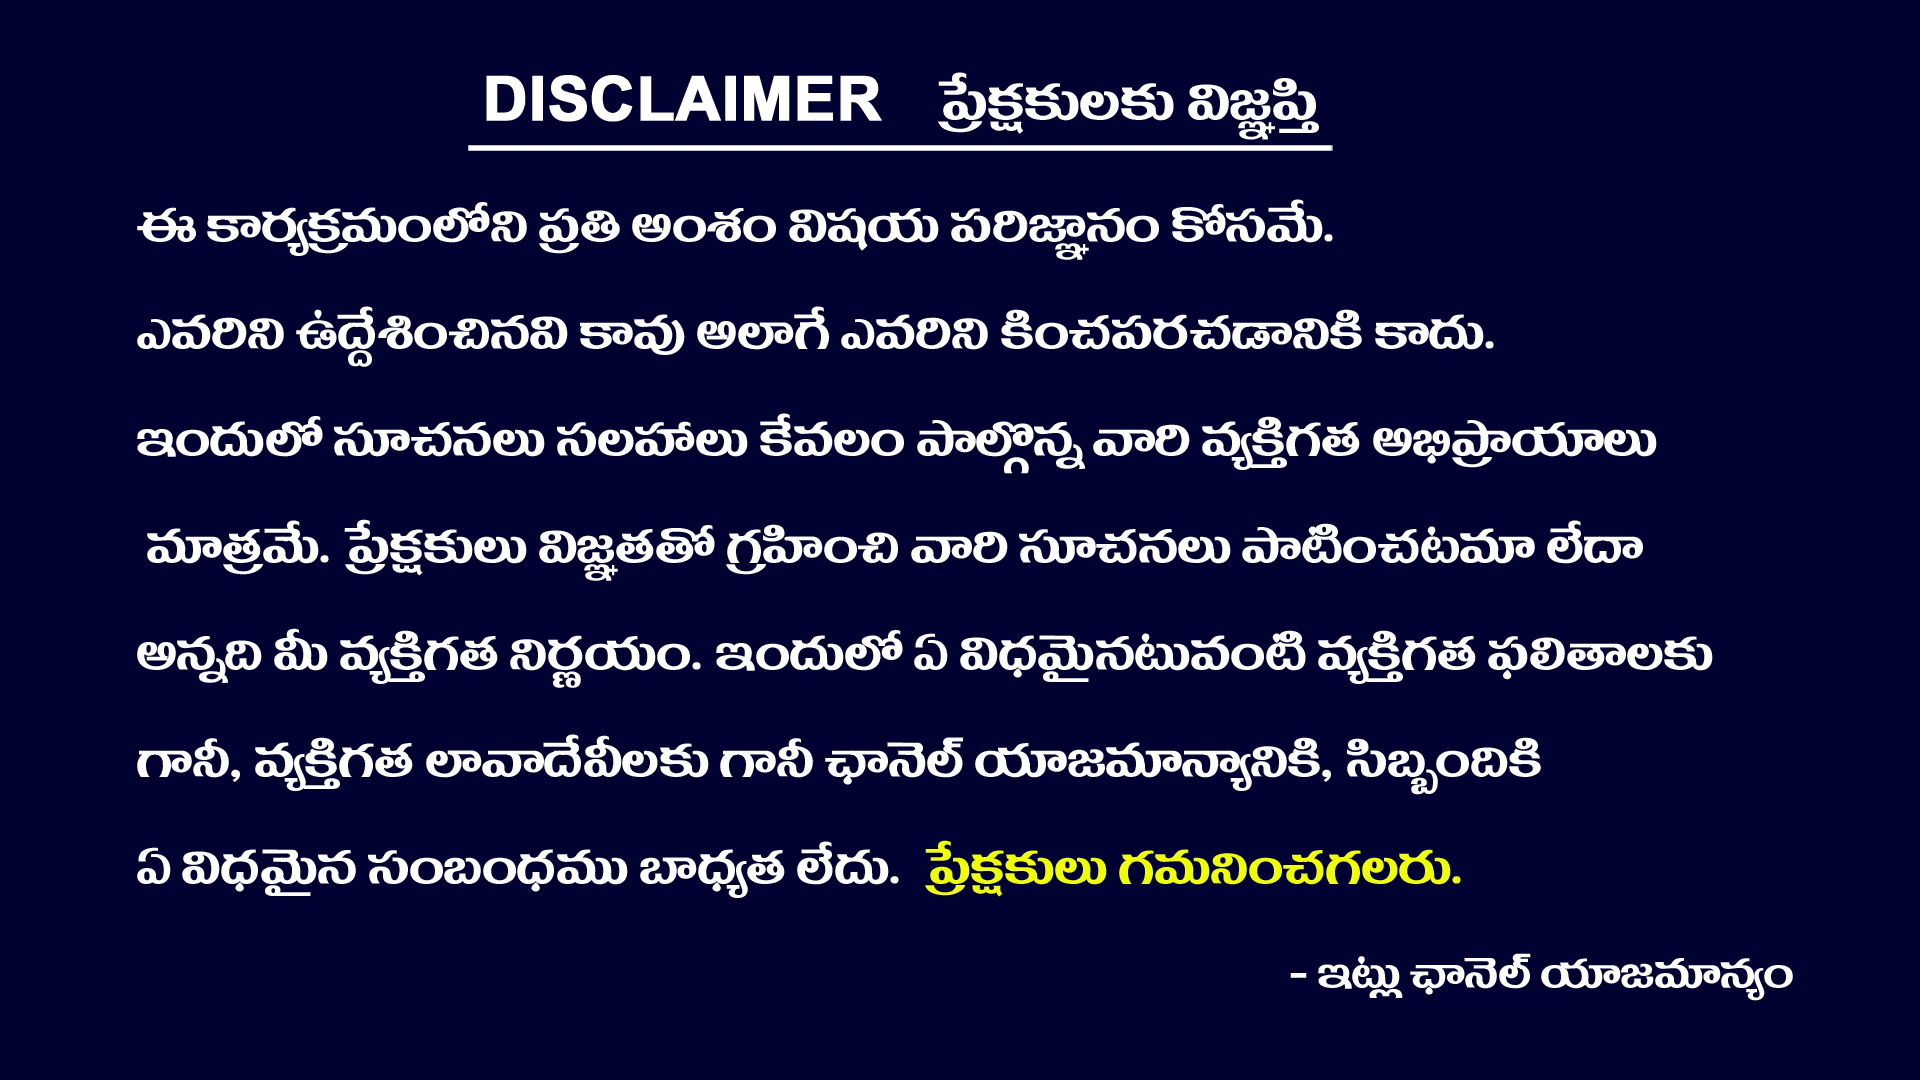 DISCLAIMER ప్రేక్షకులకు విజ్ఞప్తి
ఈ కార్యక్రమంలోని ప్రతి అంశం విషయ పరిజ్ఞానం కోసమే.
ఎవరిని ఉద్దేశించినవి కావు అలాగే ఎవరిని కించపరచడానికి కాదు.
ఇందులో సూచనలు సలహాలు కేవలం పాల్గొన్న వారి వ్యక్తిగత అభిప్రాయాలు
మాత్రమే. ప్రేక్షకులు విజ్ఞతతో గ్రహించి వారి సూచనలు పాటించటమా లేదా
అన్నది మీ వ్యక్తిగత నిర్ణయం. ఇందులో ఏ విధమైనటువంటి వ్యక్తిగత ఫలితాలకు
గానీ, వ్యక్తిగత లావాదేవీలకు గానీ ఛానెల్ యాజమాన్యానికి, సిబ్బందికి
ఏ విధమైన సంబంధము బాధ్యత లేదు. ప్రేక్షకులు గమనించగలరు.
- ఇట్లు ఛానెల్ యాజమాన్యం